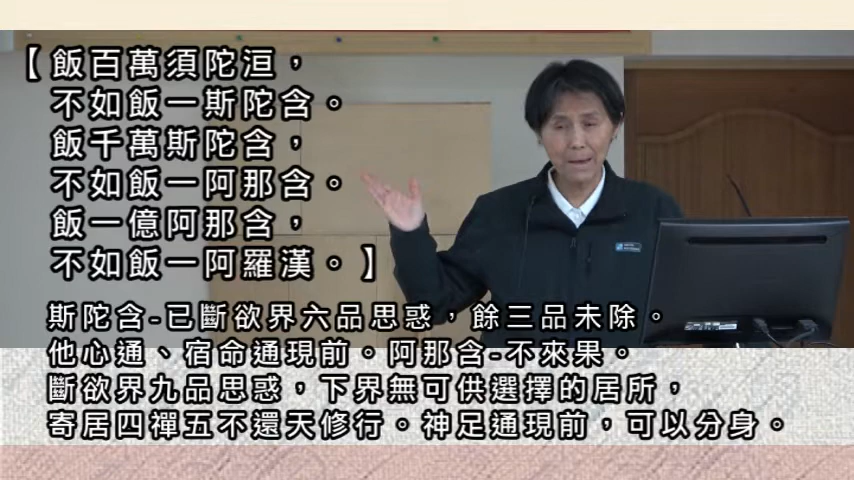 【飯百萬須陀洹，
不如飯一斯陀含。
飯千萬斯陀含，
不如飯一阿那含。
飯一億阿那含，
不如飯一阿羅漢。】
斯陀含-已斷欲界六品思惑，餘三品未除。
他心通、宿命通現前。阿那含-不來果。
斷欲界九品思惑，下界無可供選擇的居所，
寄居四禪五不還天修行。神足通現前，可以分身。